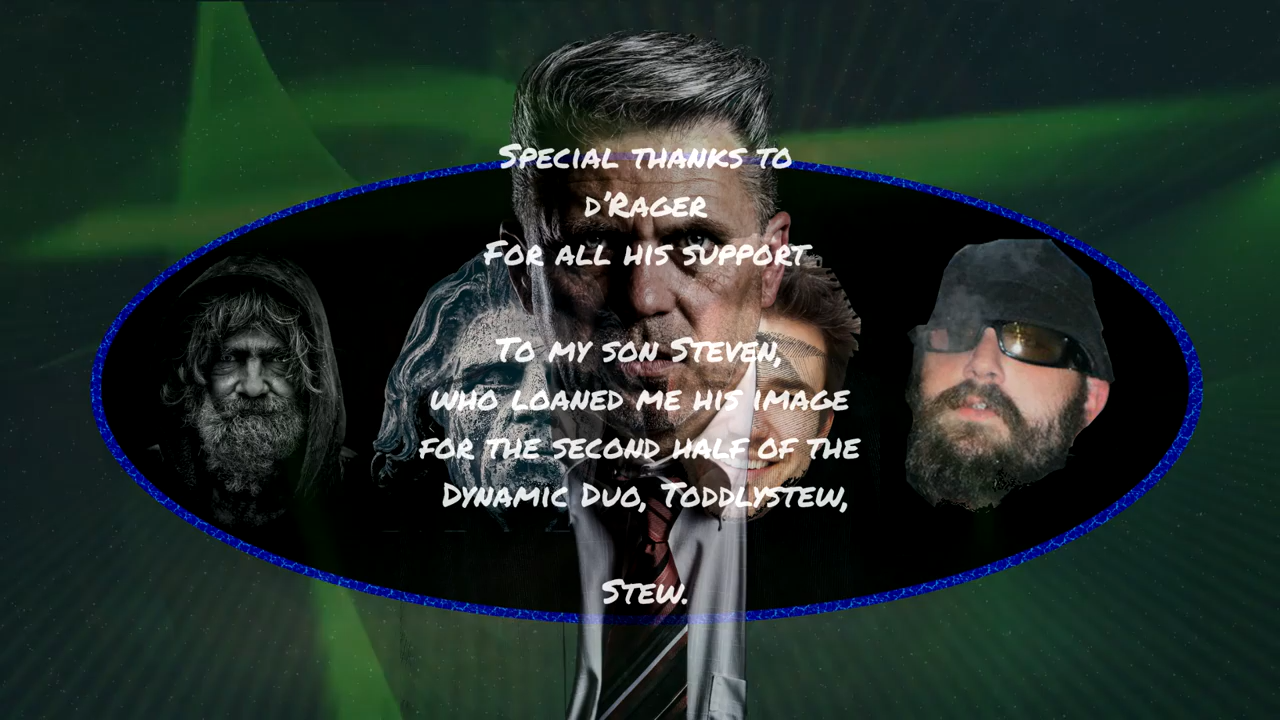 Special thanks to
d'Rager
For all his support
To my son Steven,
who loaned me his image
for the second half of the
Dynamic Duo, Toddlystew,
Stew.